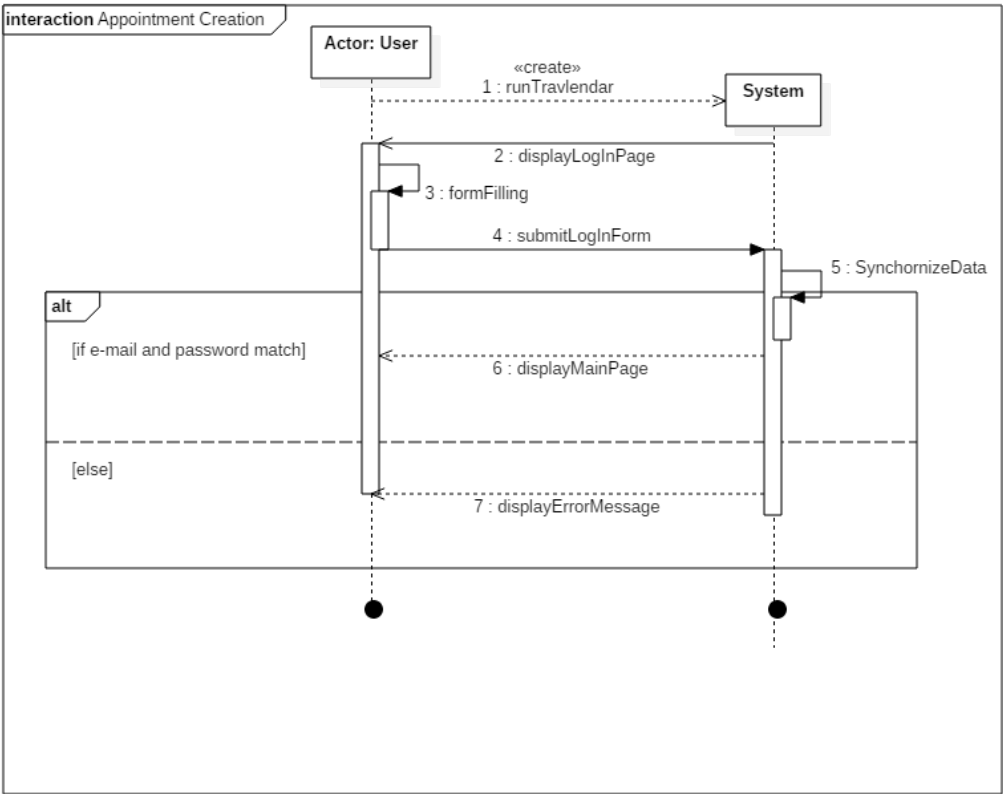 interaction Appointment Creation
Actor: User
«create»
1 : runTravlendar
System
2 : displayLogInPage
3 : formFilling
4 : submitLogInForm
5 : SynchornizeData
alt
[if e-mail and password match]
6 : displayMainPage
[else]
7 : displayErrorMessage